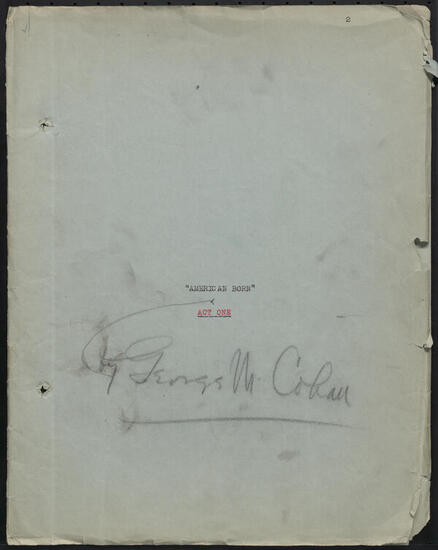 2
"AMERICAN BORN"
ACT ONE
By George M. Cohan